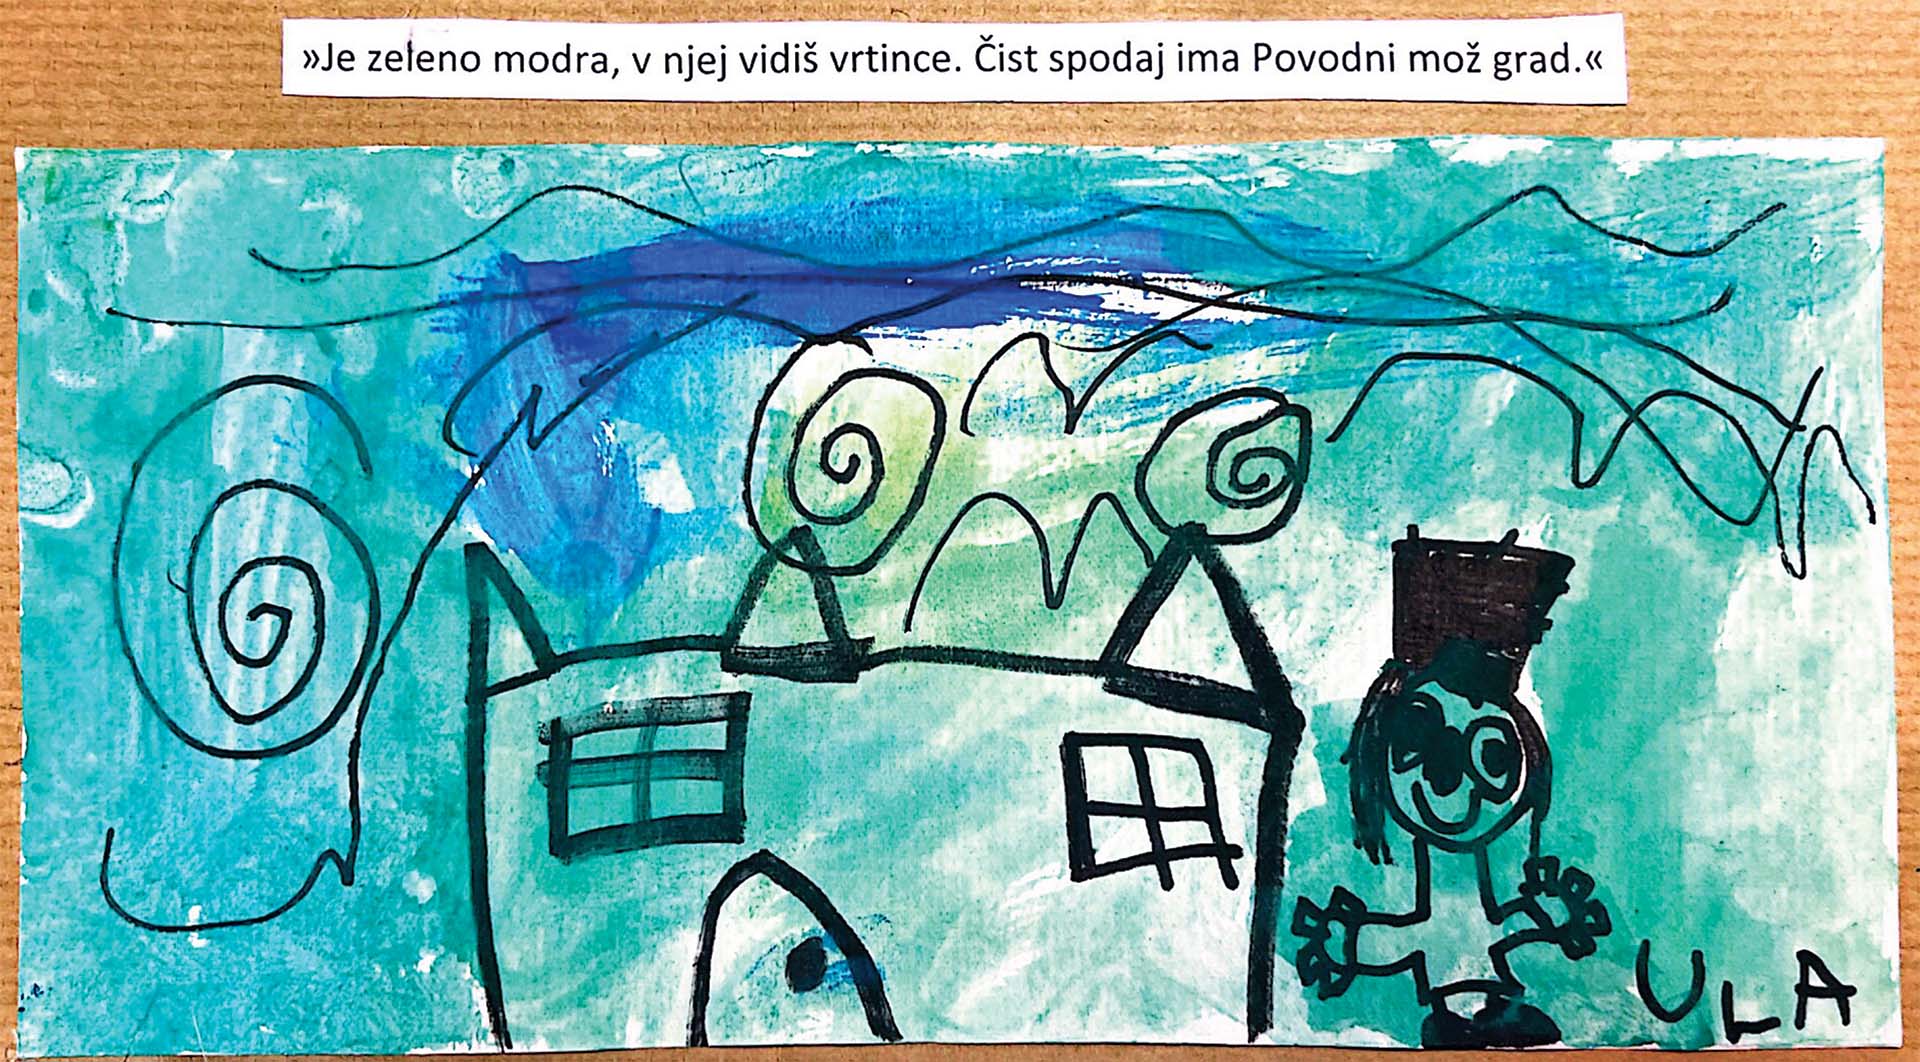 »Je zeleno modra, v njej vidiš vrtince. Čist spodaj ima Povodni mož grad.«
ULA